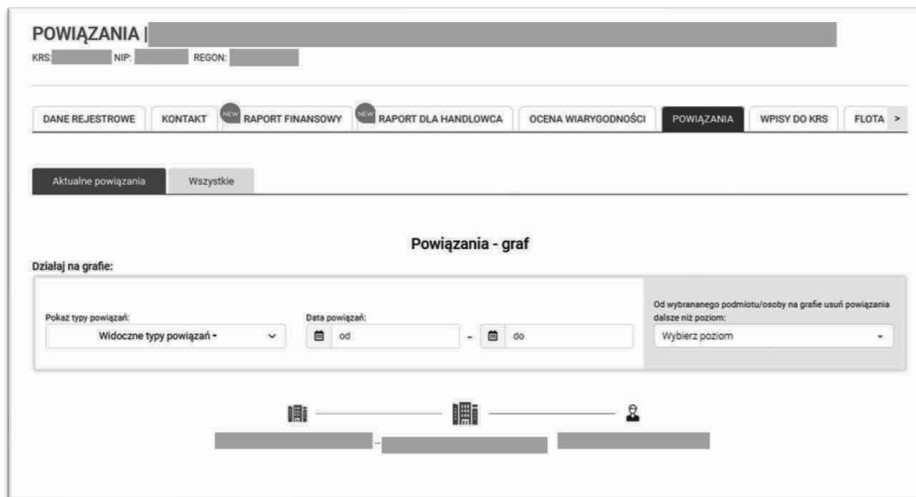 POWIĄZANIA |
KRS: NIP: REGON:
DANE REJESTROWE KONTAKT NEW RAPORT FINANSOWY NEW RAPORT DLA HANDLOWCA OCENA WIARYGODNOŚCI POWIĄZANIA WPISY DO KRS FLOTA >
Aktualne powiązania Wszystkie
Powiązania - graf
Działaj na grafie:
Od wybrananego podmiotu/osoby na grafie usuń powiązania
Pokaż typy powiązań: Data powiązań: dalsze niż poziom:
Widoczne typy powiązań od - do Wybierz poziom